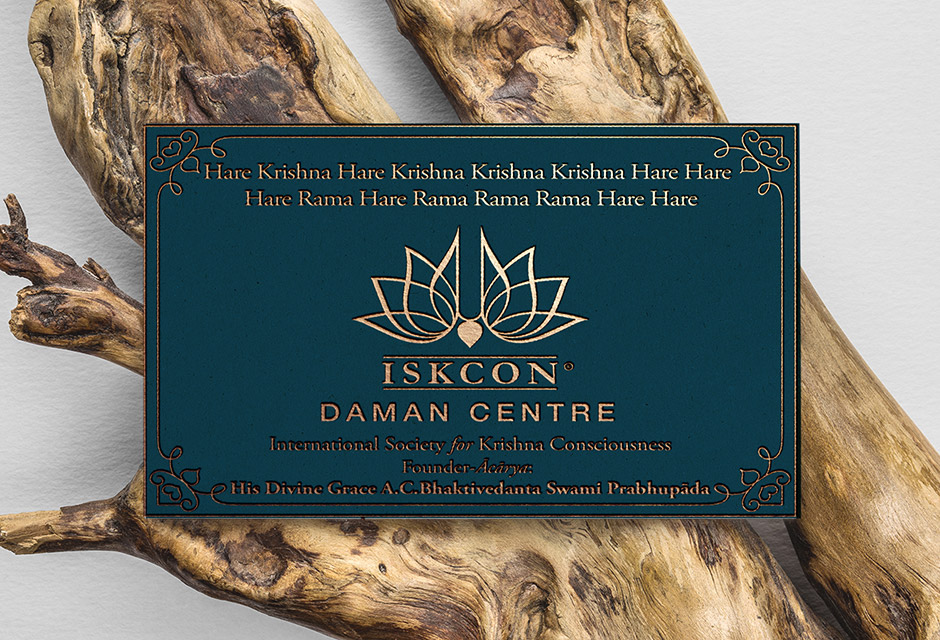 Hare Krishna Hare Krishna Krishna Krishna Hare Hare
Hare Rama Hare Rama Rama Rama Hare Hare
ISKCON®
DAMAN CENTRE
International Society for Krishna Consciousness
Founder-Ācārya:
His Divine Grace A.C.Bhaktivedanta Swami Prabhupāda